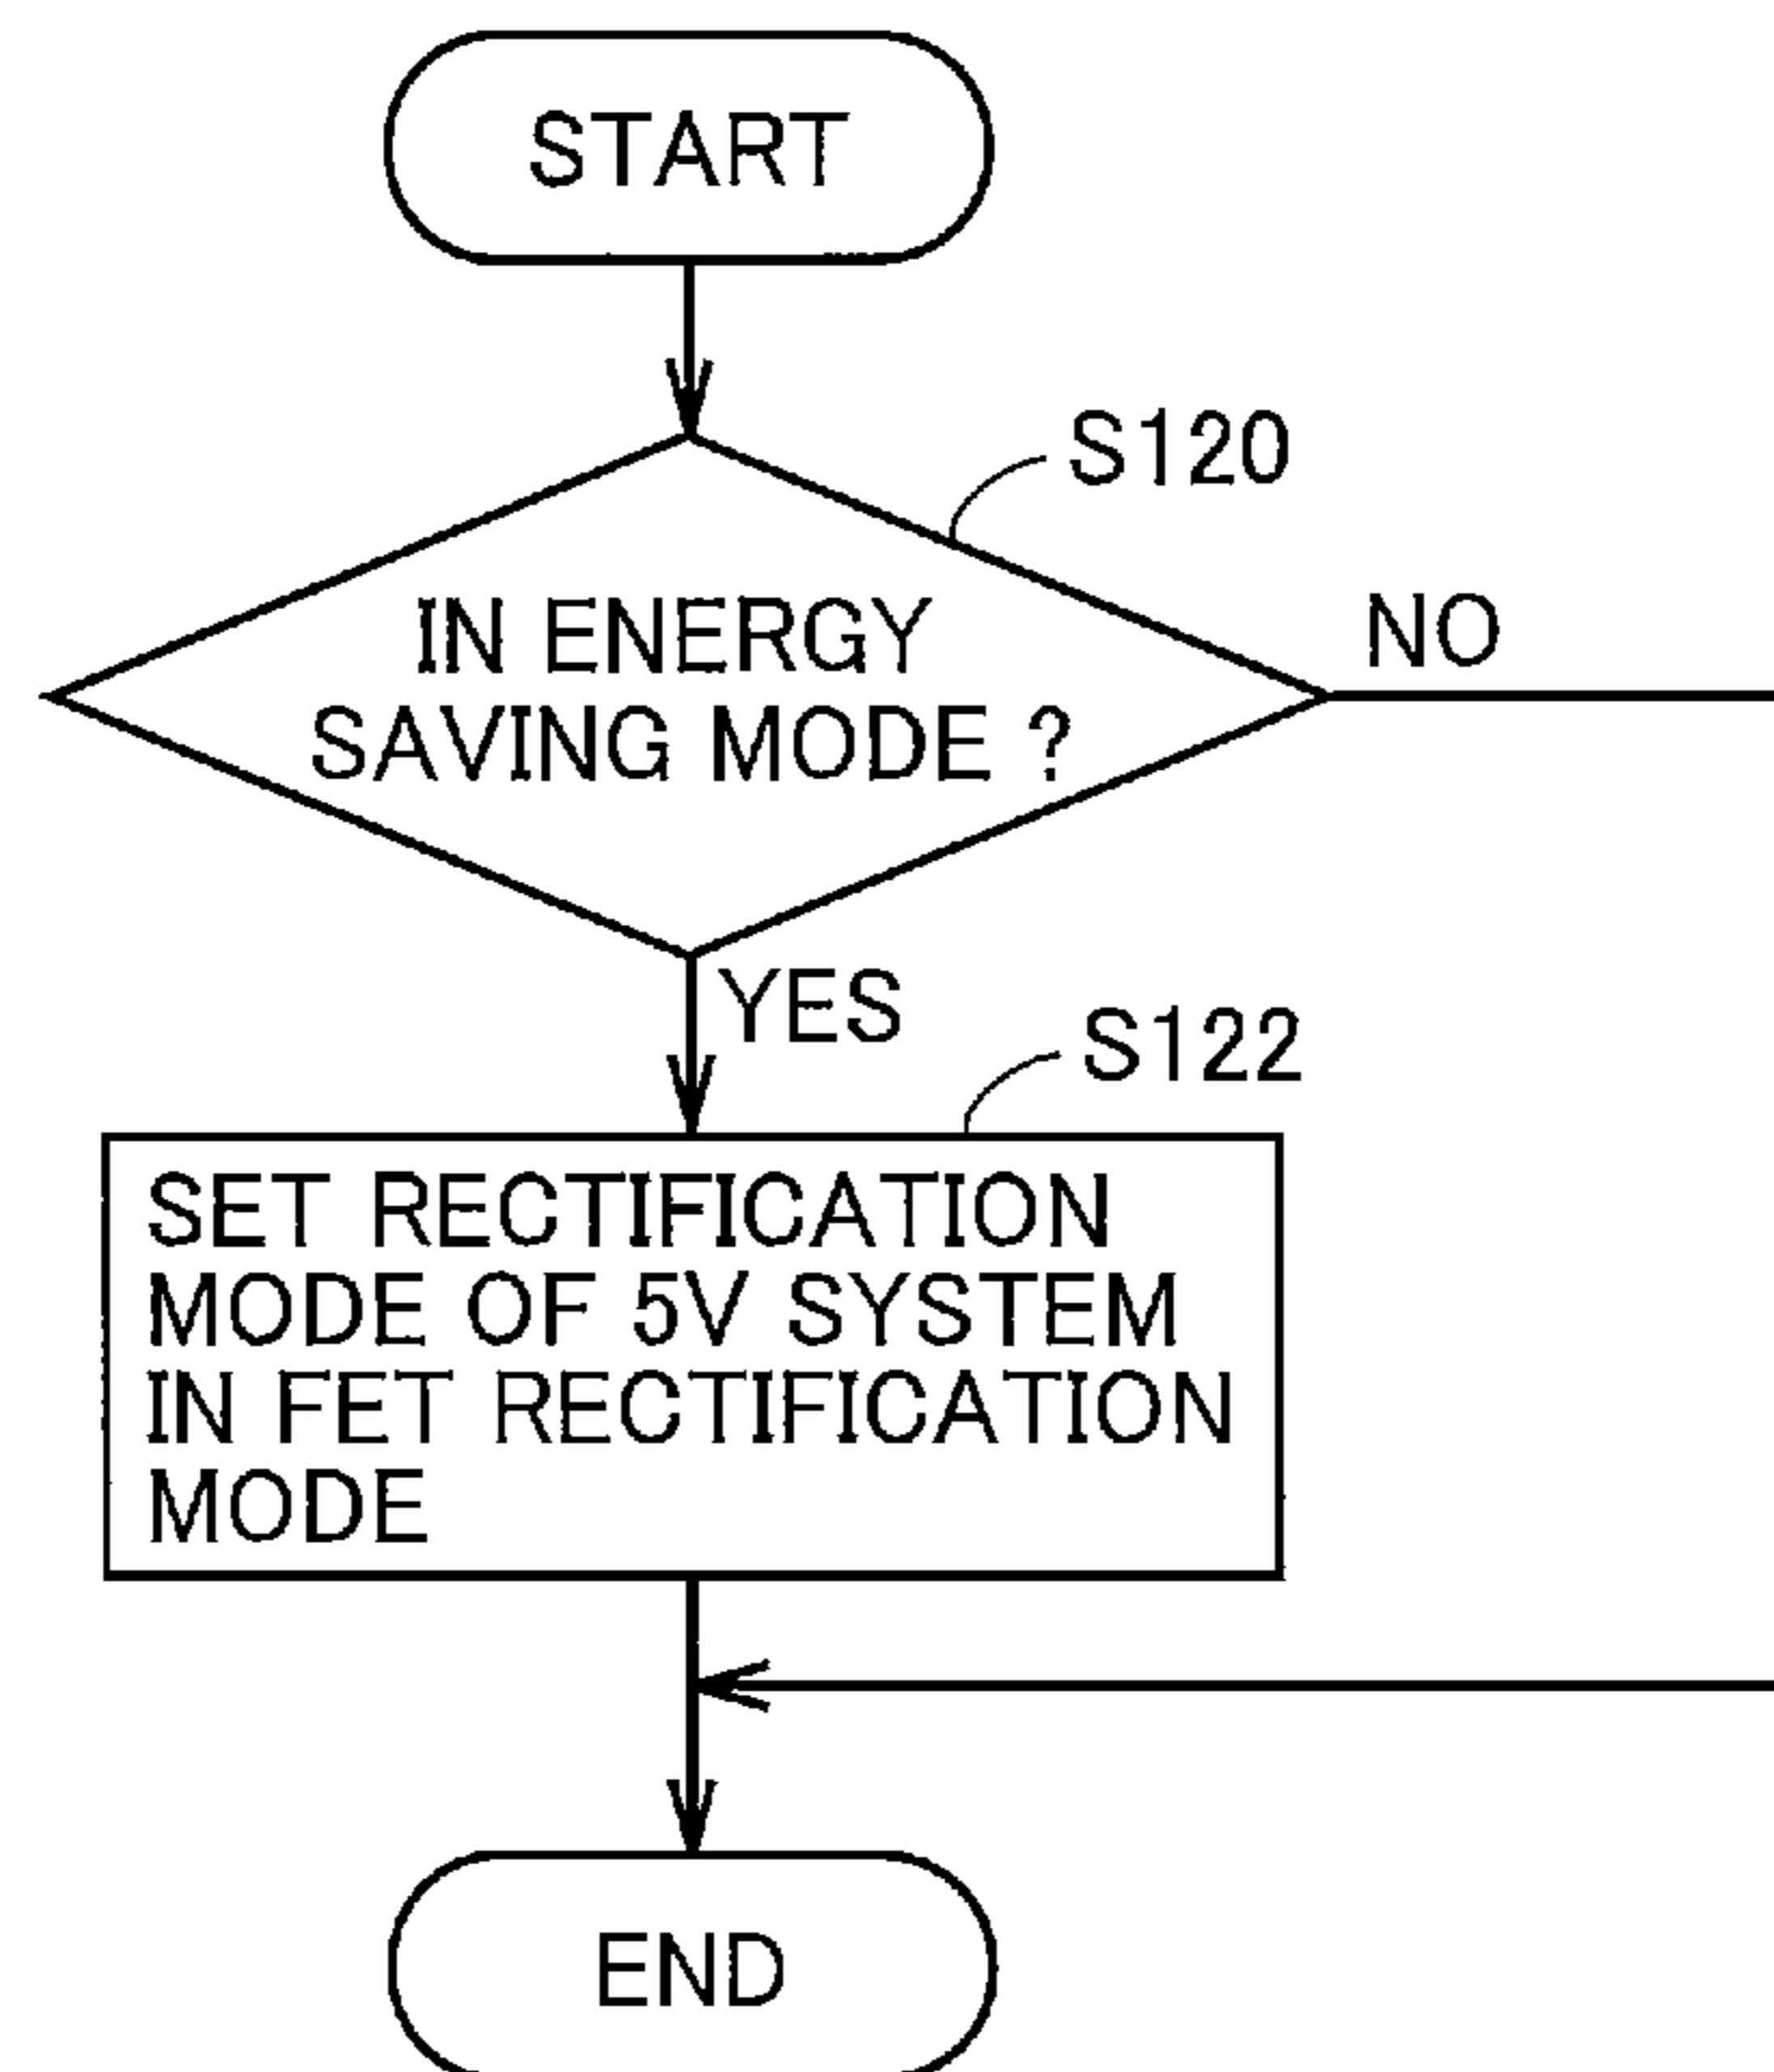 START
S120
IN ENERGY
SAVING MODE ?
NO
YES
S122
SET RECTIFICATION
MODE OF 5V SYSTEM
IN FET RECTIFICATION
MODE
END